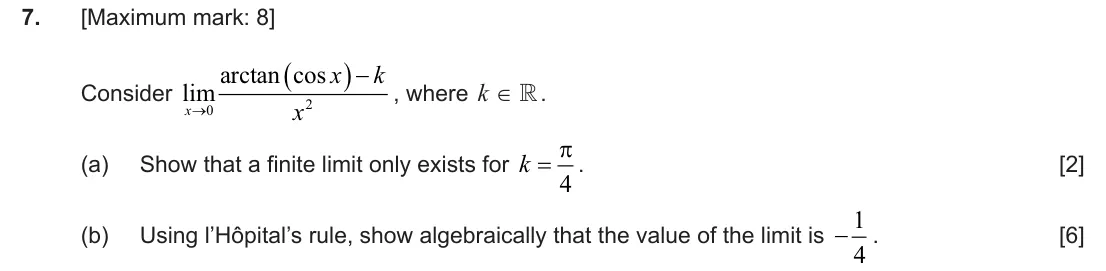 7. [Maximum mark: 8]
Consider lim x→0 (arctan(cos x) − k) / x², where k ∈ ℝ.
(a) Show that a finite limit only exists for k = π/4. [2]
(b) Using l’Hôpital’s rule, show algebraically that the value of the limit is −1/4. [6]